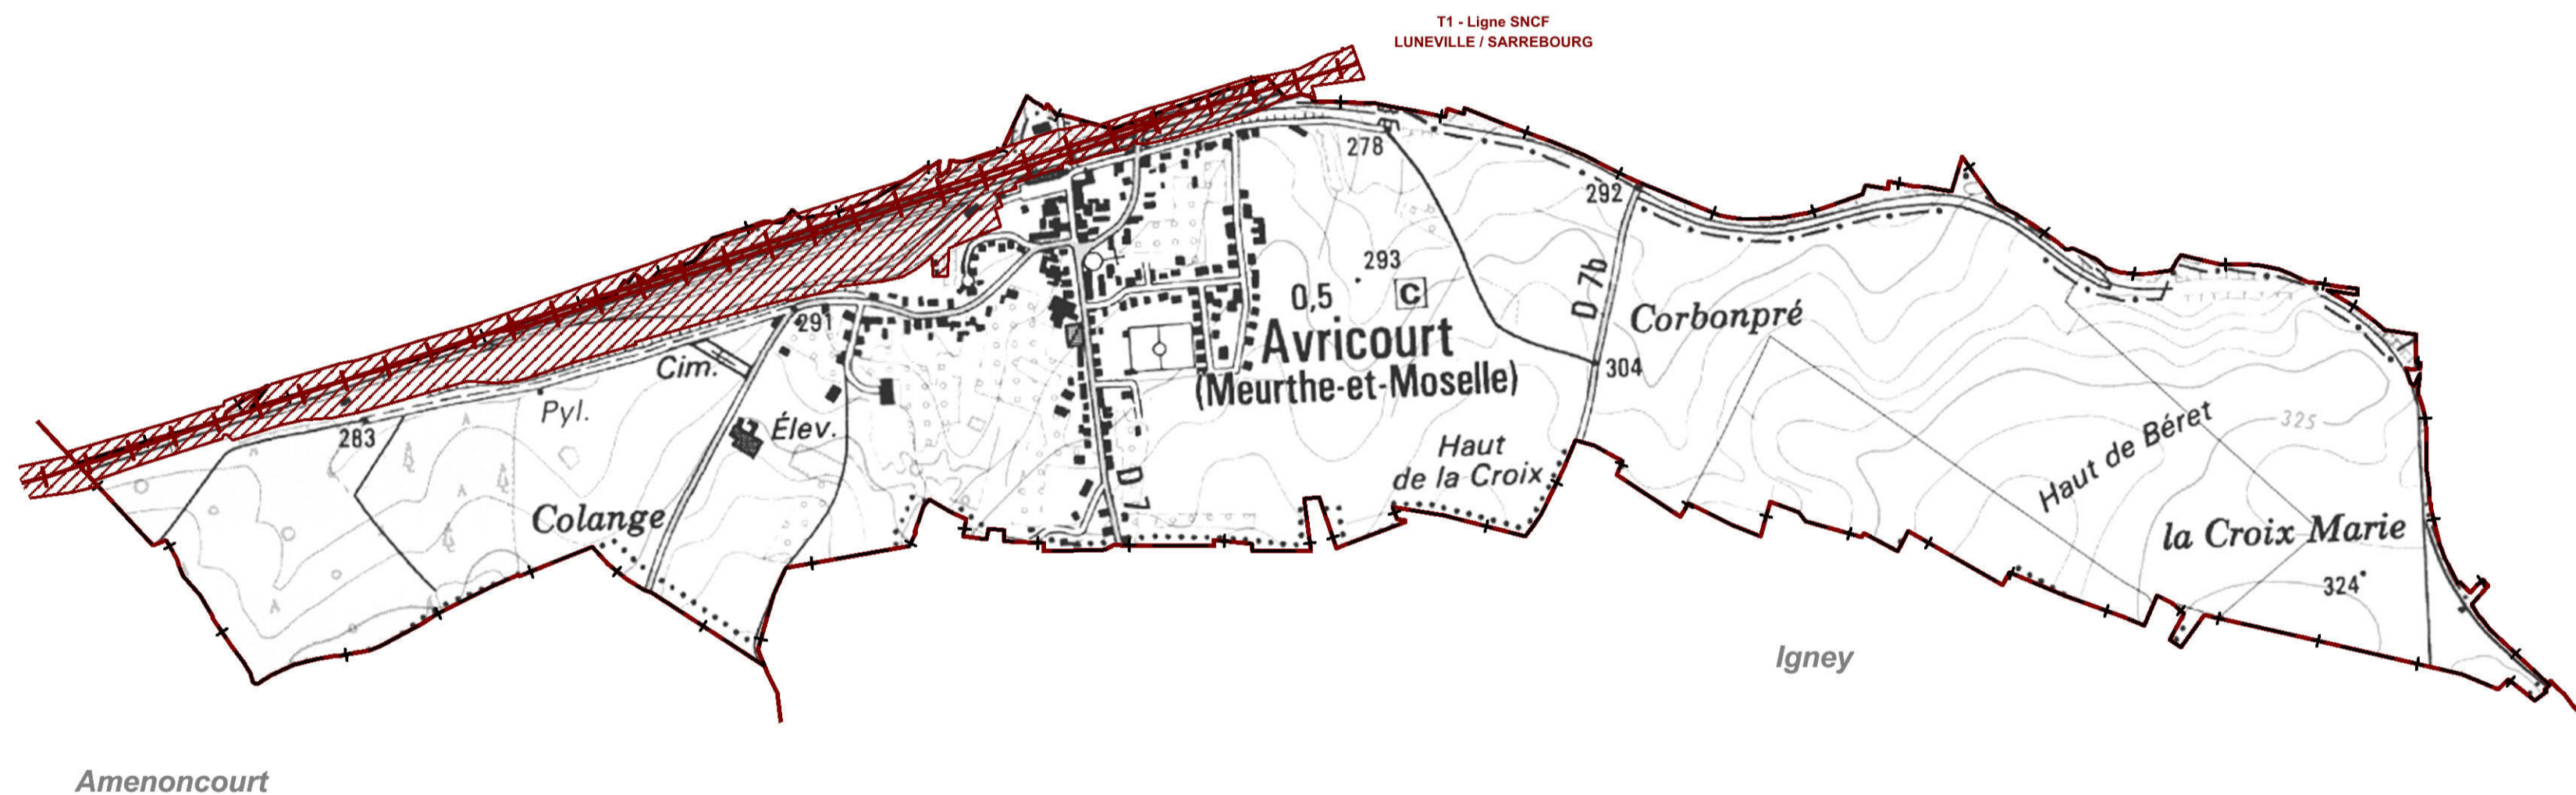 T1 - Ligne SNCF
LUNEVILLE / SARREBOURG
278
292
293
0,5
C
D 7b
Corbonpré
291
Avricourt
(Meurthe-et-Moselle)
304
Cim.
Pyl.
283
Élev.
Haut
de la Croix
D 7
Colange
325
Haut de Béret
la Croix Marie
324
Igney
Amenoncourt